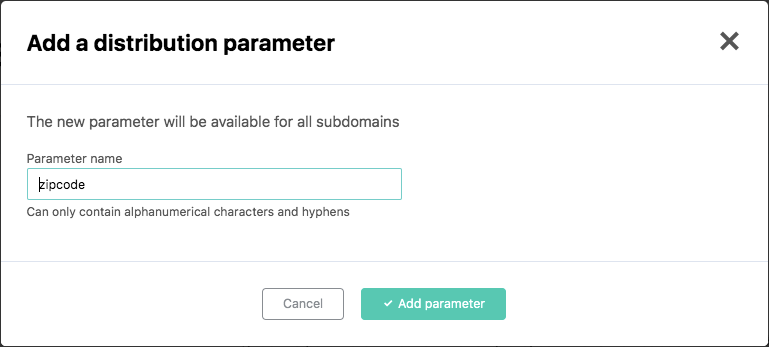 Add a distribution parameter
The new parameter will be available for all subdomains
Parameter name
zipcode
Can only contain alphanumerical characters and hyphens
Cancel
✓ Add parameter